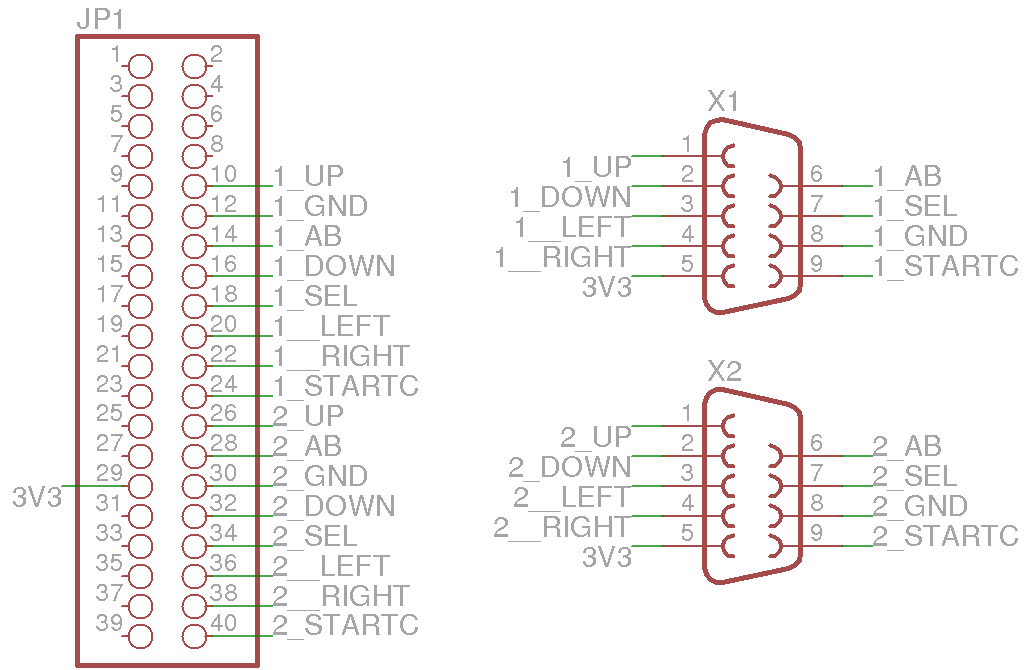 JP1
1 2
3 4
5 6
7 8
9 10 1_UP
11 12 1_GND
13 14 1_AB
15 16 1_DOWN
17 18 1_SEL
19 20 1__LEFT
21 22 1__RIGHT
23 24 1_STARTC
25 26 2_UP
27 28 2_AB
3V3 29 30 2_GND
31 32 2_DOWN
33 34 2_SEL
35 36 2__LEFT
37 38 2__RIGHT
39 40 2_STARTC
X1
1_UP 1
1_DOWN 2
1__LEFT 3
1__RIGHT 4
3V3 5
6 1_AB
7 1_SEL
8 1_GND
9 1_STARTC
X2
2_UP 1
2_DOWN 2
2__LEFT 3
2__RIGHT 4
3V3 5
6 2_AB
7 2_SEL
8 2_GND
9 2_STARTC